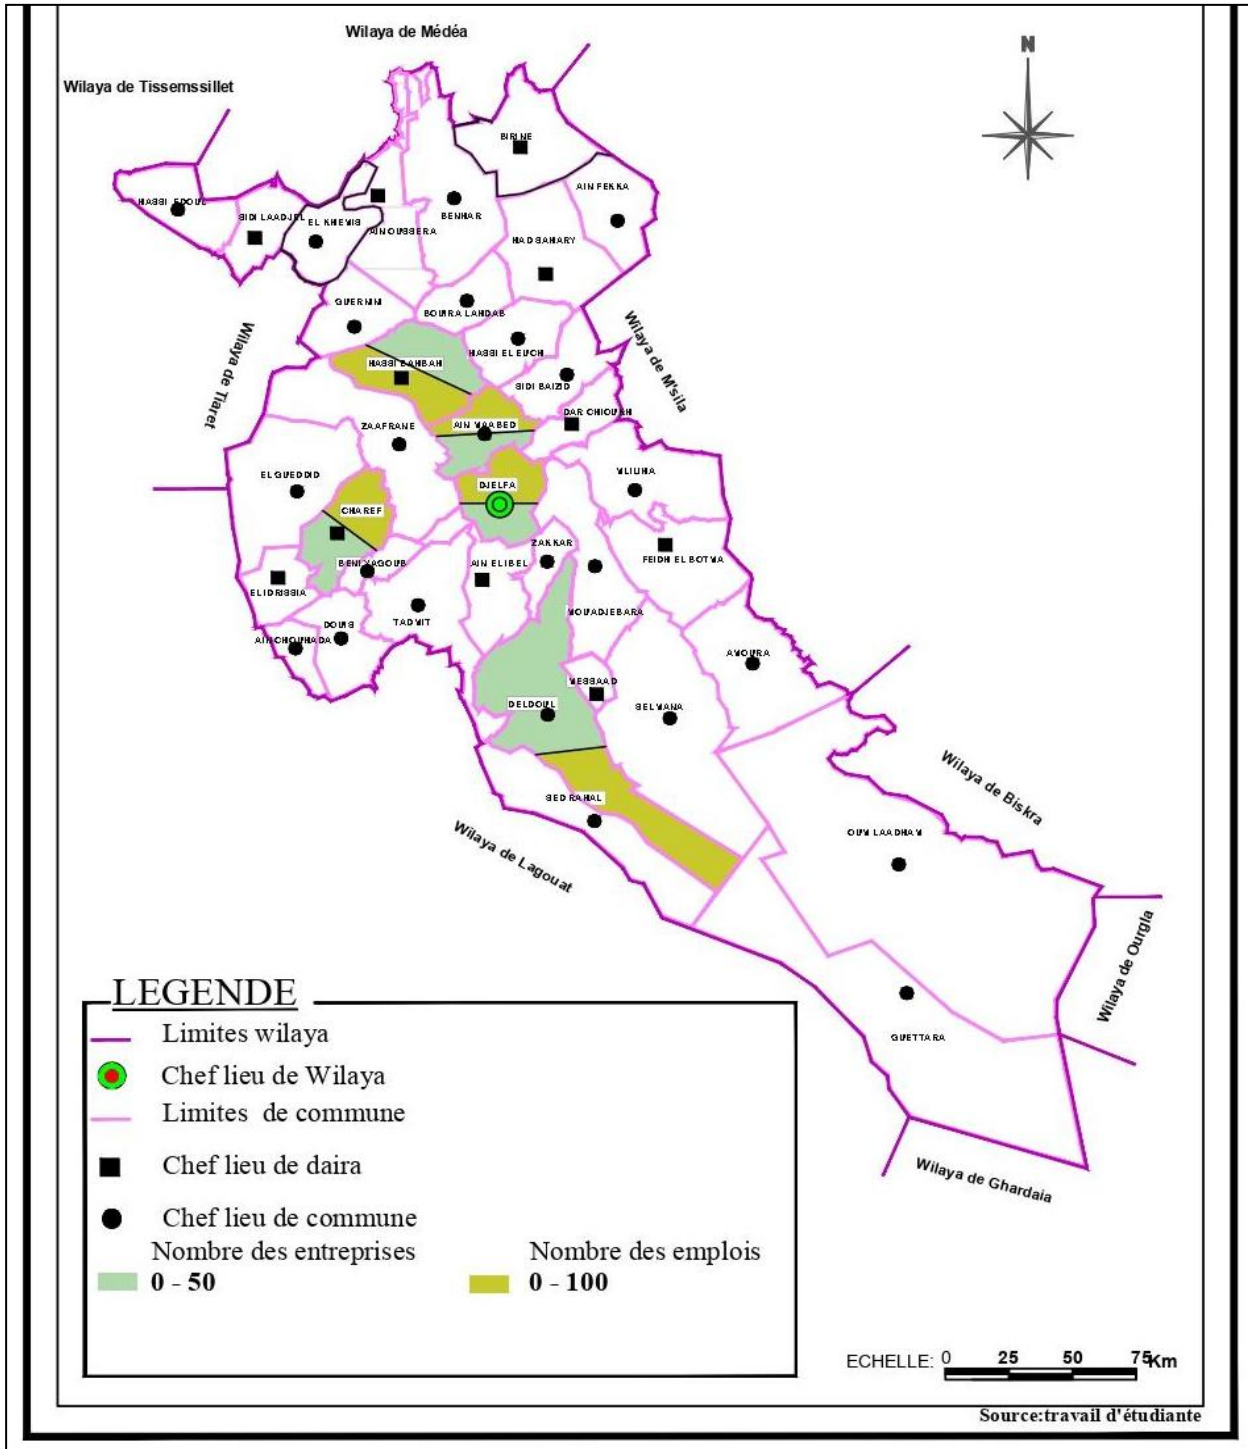 Wilaya de Médéa
Wilaya de Tissemssillet
N
BIRINE
AIN FEKKA
HASSI FDOUL
SIDI LAADJEL
EL KHEMIS
AIN OUSSERA
BENHAR
HAD SAHARY
GUERNINI
BOUIRA LAHDAB
HASSI EL EUCH
HASSI BAHBAH
SIDI BAIZID
DAR CHIOUKH
Wilaya de Tiaret
Wilaya de M'sila
ZAAFRANE
AIN MAABED
EL GUEDDID
DJELFA
MLILIHA
CHAREF
ZAKKAR
FEIDH EL BOTMA
BENI YAGOUB
AIN EL IBEL
EL IDRISSIA
MOUADJEBARA
DOUIS
TADMIT
AIN CHOUHADA
AMOURA
MESSAAD
DELDOUL
SELMANA
Wilaya de Biskra
SED RAHAL
OUM LAADHAM
Wilaya de Lagouat
Wilaya de Ourgla
GUETTARA
Wilaya de Ghardaia
LEGENDE
Limites wilaya
Chef lieu de Wilaya
Limites de commune
Chef lieu de daira
Chef lieu de commune
Nombre des entreprises Nombre des emplois
0 - 50 0 - 100
ECHELLE: 0 25 50 75 Km
Source:travail d'étudiante